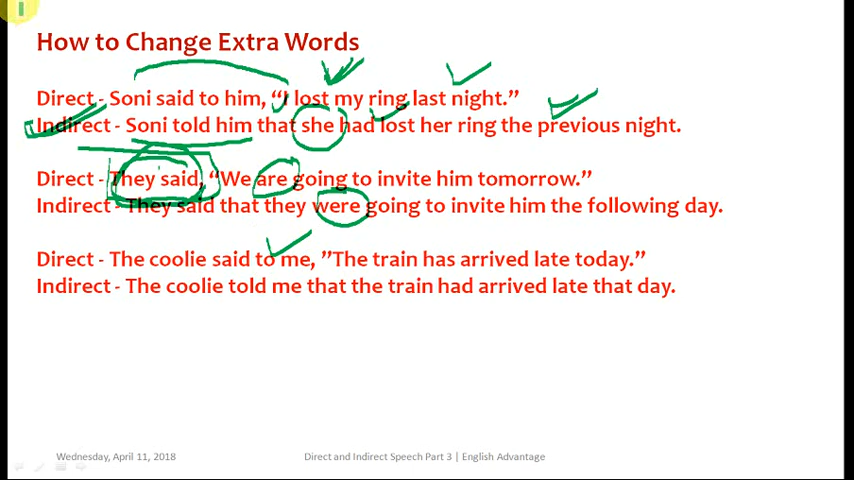 How to Change Extra Words
Direct - Soni said to him, “I lost my ring last night.”
Indirect - Soni told him that she had lost her ring the previous night.
Direct - They said, “We are going to invite him tomorrow.”
Indirect - They said that they were going to invite him the following day.
Direct - The coolie said to me, ”The train has arrived late today.”
Indirect - The coolie told me that the train had arrived late that day.
Wednesday, April 11, 2018
Direct and Indirect Speech Part 3 | English Advantage